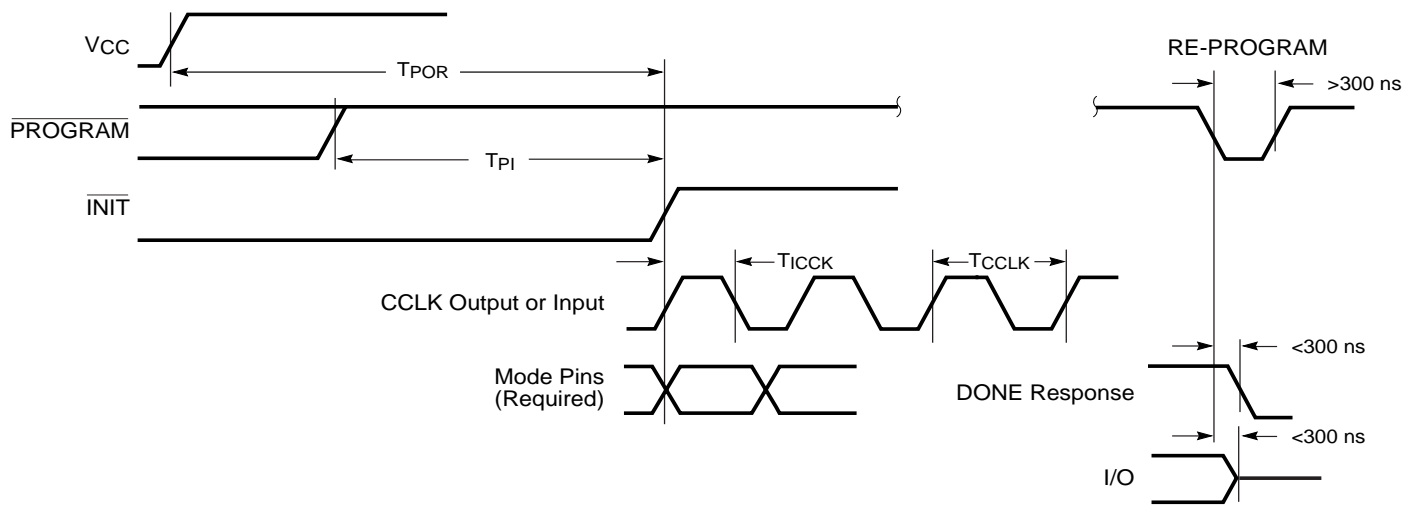 VCC
TPOR
RE-PROGRAM
>300 ns
PROGRAM
TPI
INIT
TICCK
TCCLK
CCLK Output or Input
<300 ns
Mode Pins
(Required)
DONE Response
<300 ns
I/O